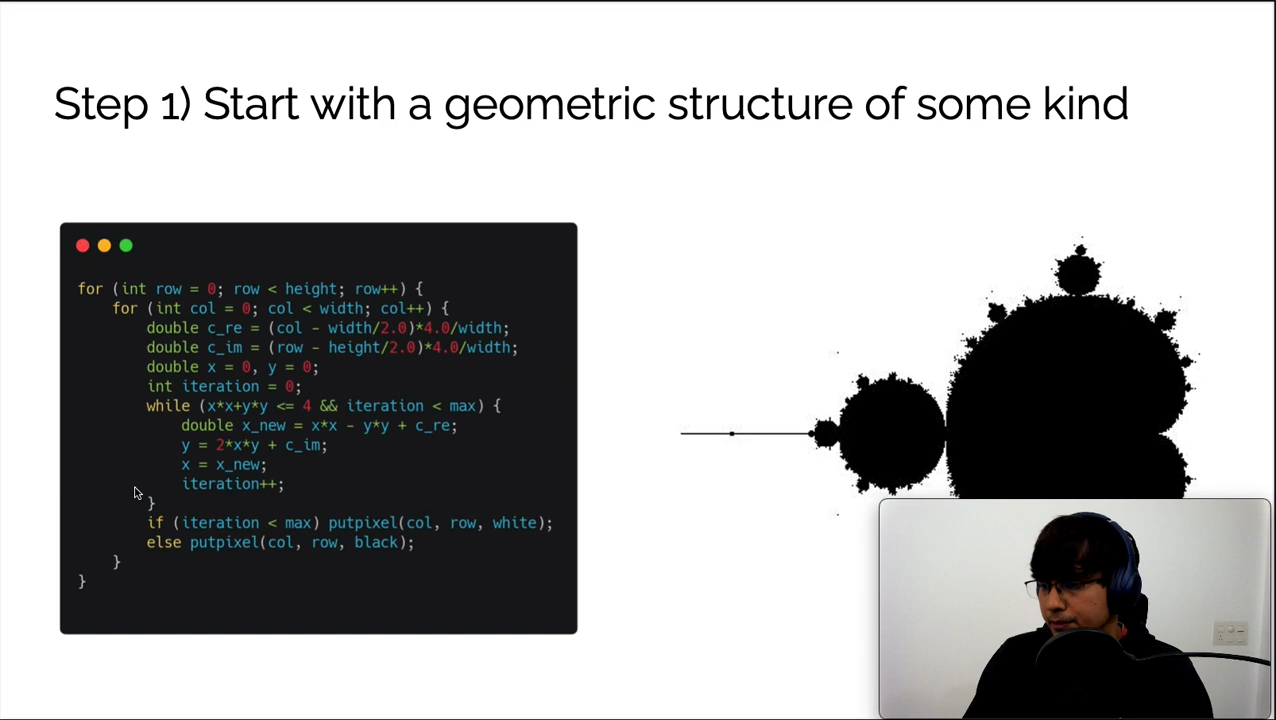 Step 1) Start with a geometric structure of some kind
for (int row = 0; row < height; row++) {
    for (int col = 0; col < width; col++) {
        double c_re = (col - width/2.0)*4.0/width;
        double c_im = (row - height/2.0)*4.0/width;
        double x = 0, y = 0;
        int iteration = 0;
        while (x*x+y*y <= 4 && iteration < max) {
            double x_new = x*x - y*y + c_re;
            y = 2*x*y + c_im;
            x = x_new;
            iteration++;
        }
        if (iteration < max) putpixel(col, row, white);
        else putpixel(col, row, black);
    }
}